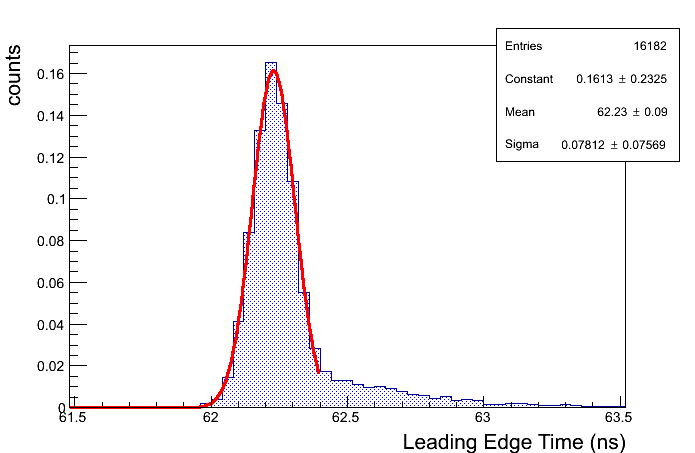 counts
Entries 16182
Constant 0.1613 ± 0.2325
Mean 62.23 ± 0.09
Sigma 0.07812 ± 0.07569
0.16
0.14
0.12
0.1
0.08
0.06
0.04
0.02
0
61.5 62 62.5 63 63.5
Leading Edge Time (ns)